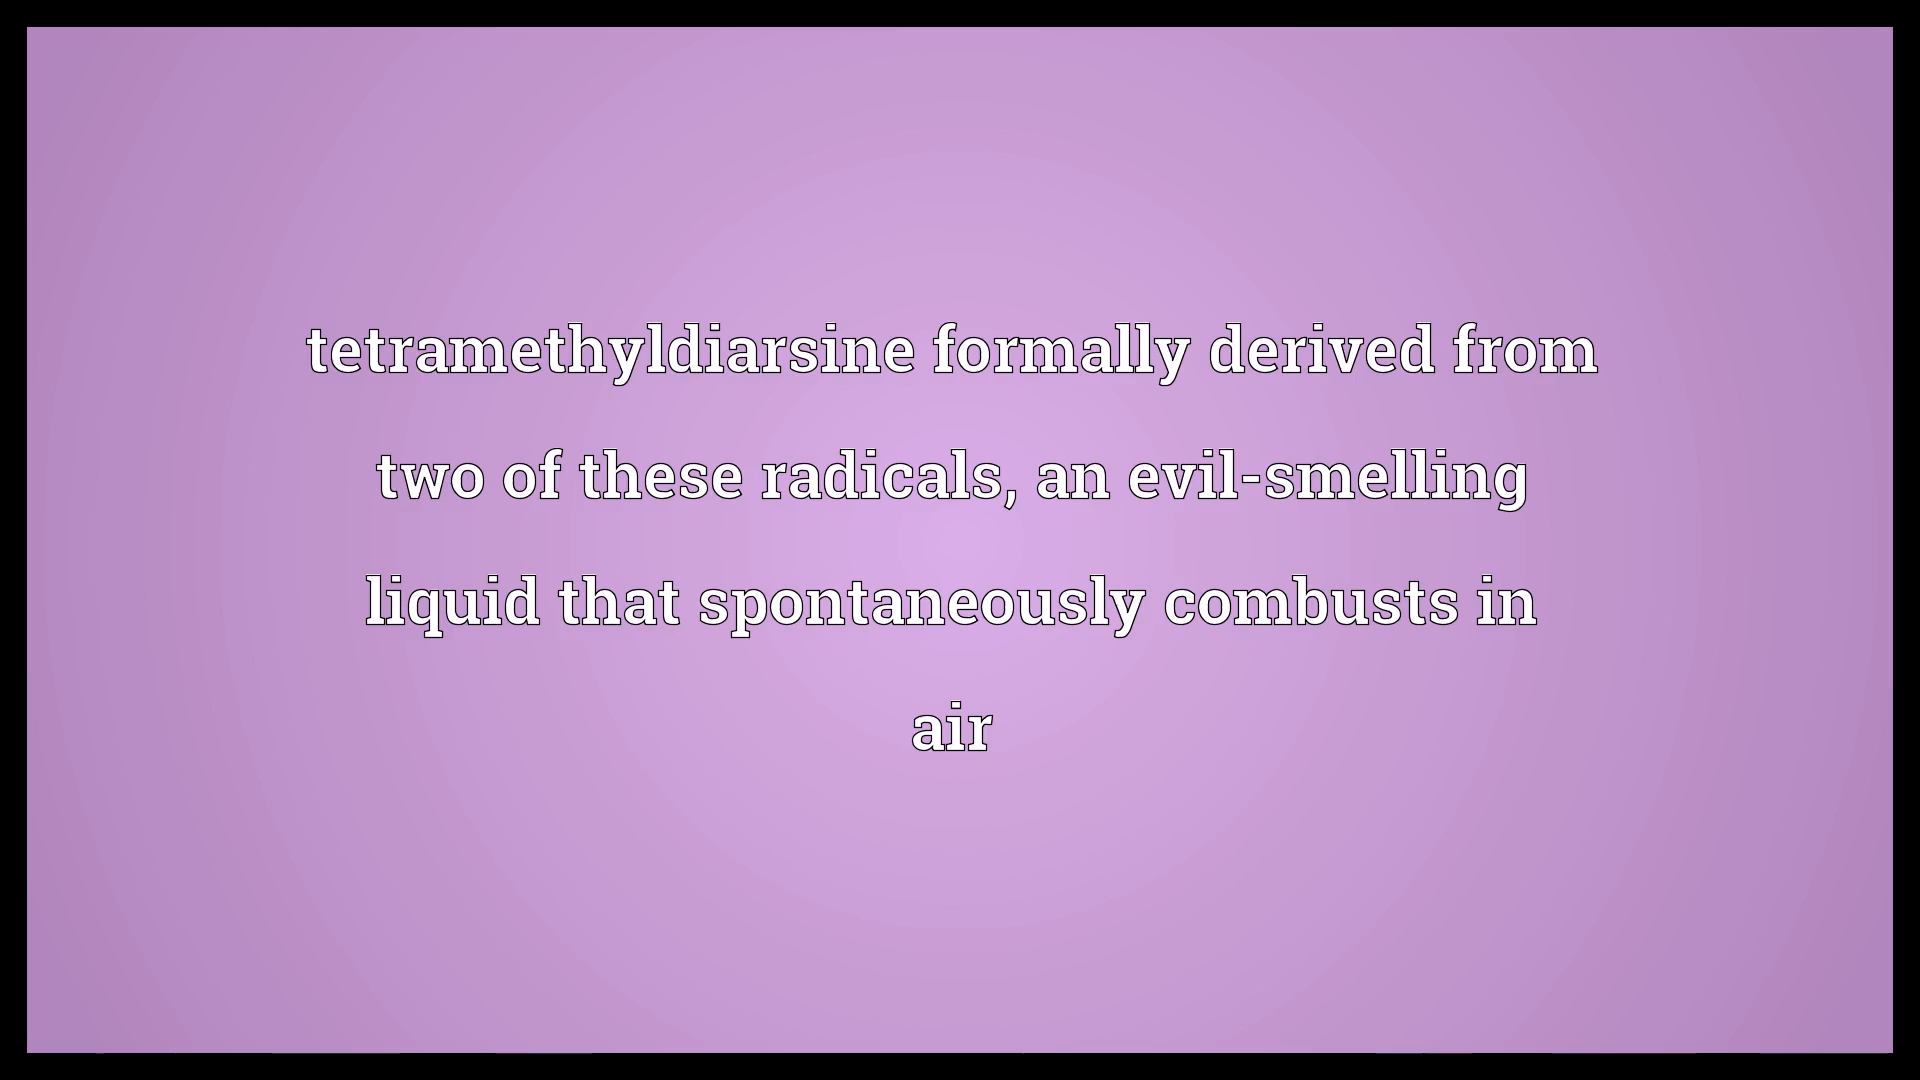 tetramethyldiarsine formally derived from
two of these radicals, an evil-smelling
liquid that spontaneously combusts in
air